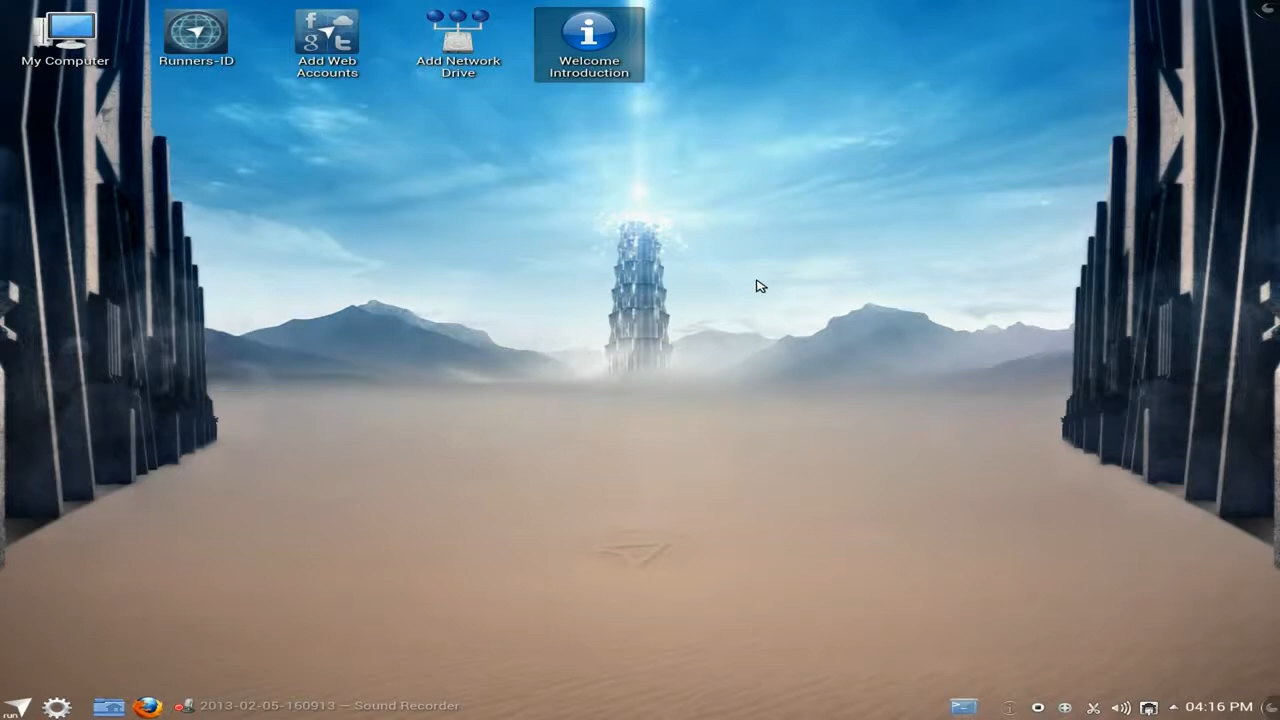 My Computer
Runners-ID
Add Web
Accounts
Add Network
Drive
Welcome
Introduction
run
2013-02-05-160913 — Sound Recorder
04:16 PM